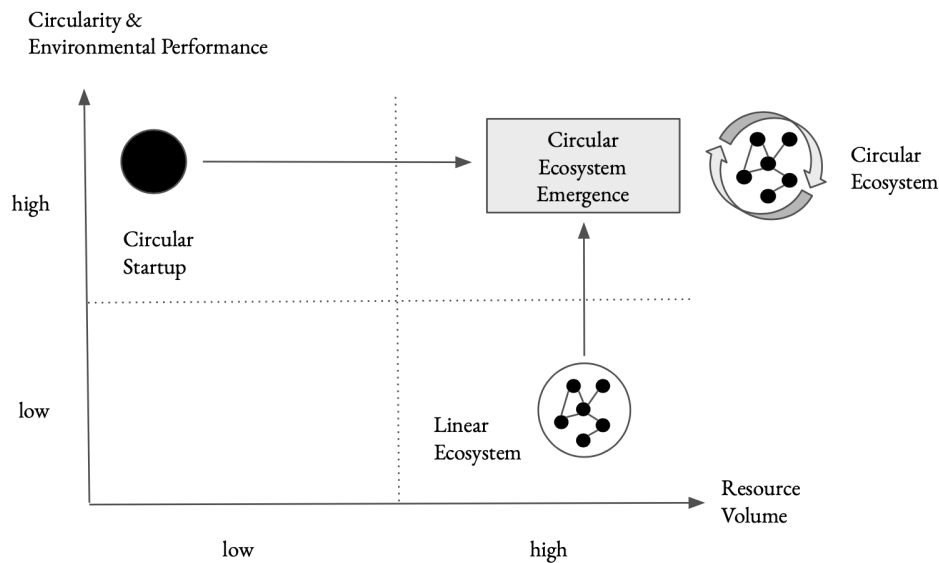 Circularity &
Environmental Performance
Circular
Ecosystem
Emergence
Circular
Ecosystem
high
Circular
Startup
low
Linear
Ecosystem
Resource
Volume
low
high